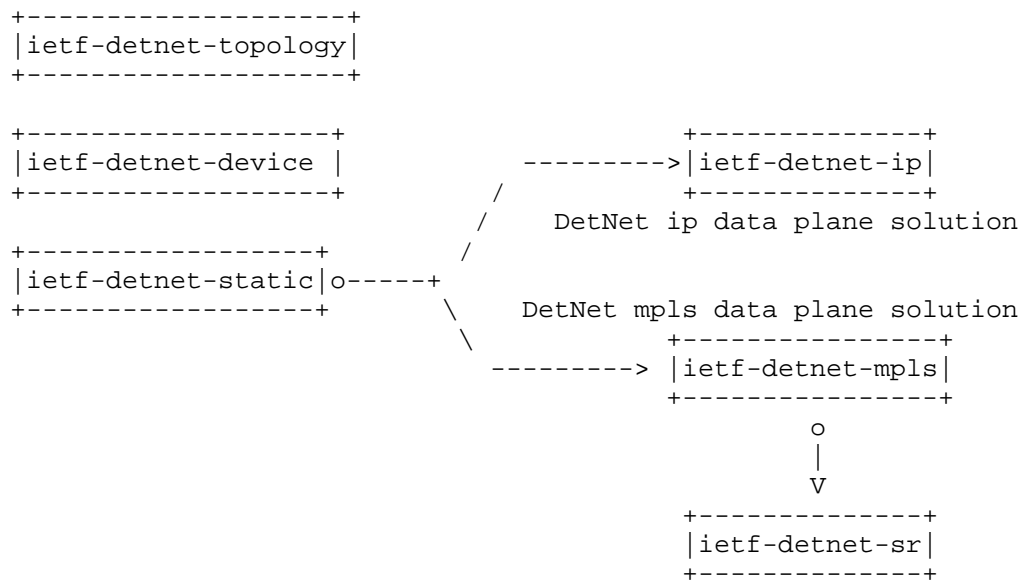 ietf-detnet-topology
ietf-detnet-device
ietf-detnet-ip
DetNet ip data plane solution
ietf-detnet-static
DetNet mpls data plane solution
ietf-detnet-mpls
ietf-detnet-sr